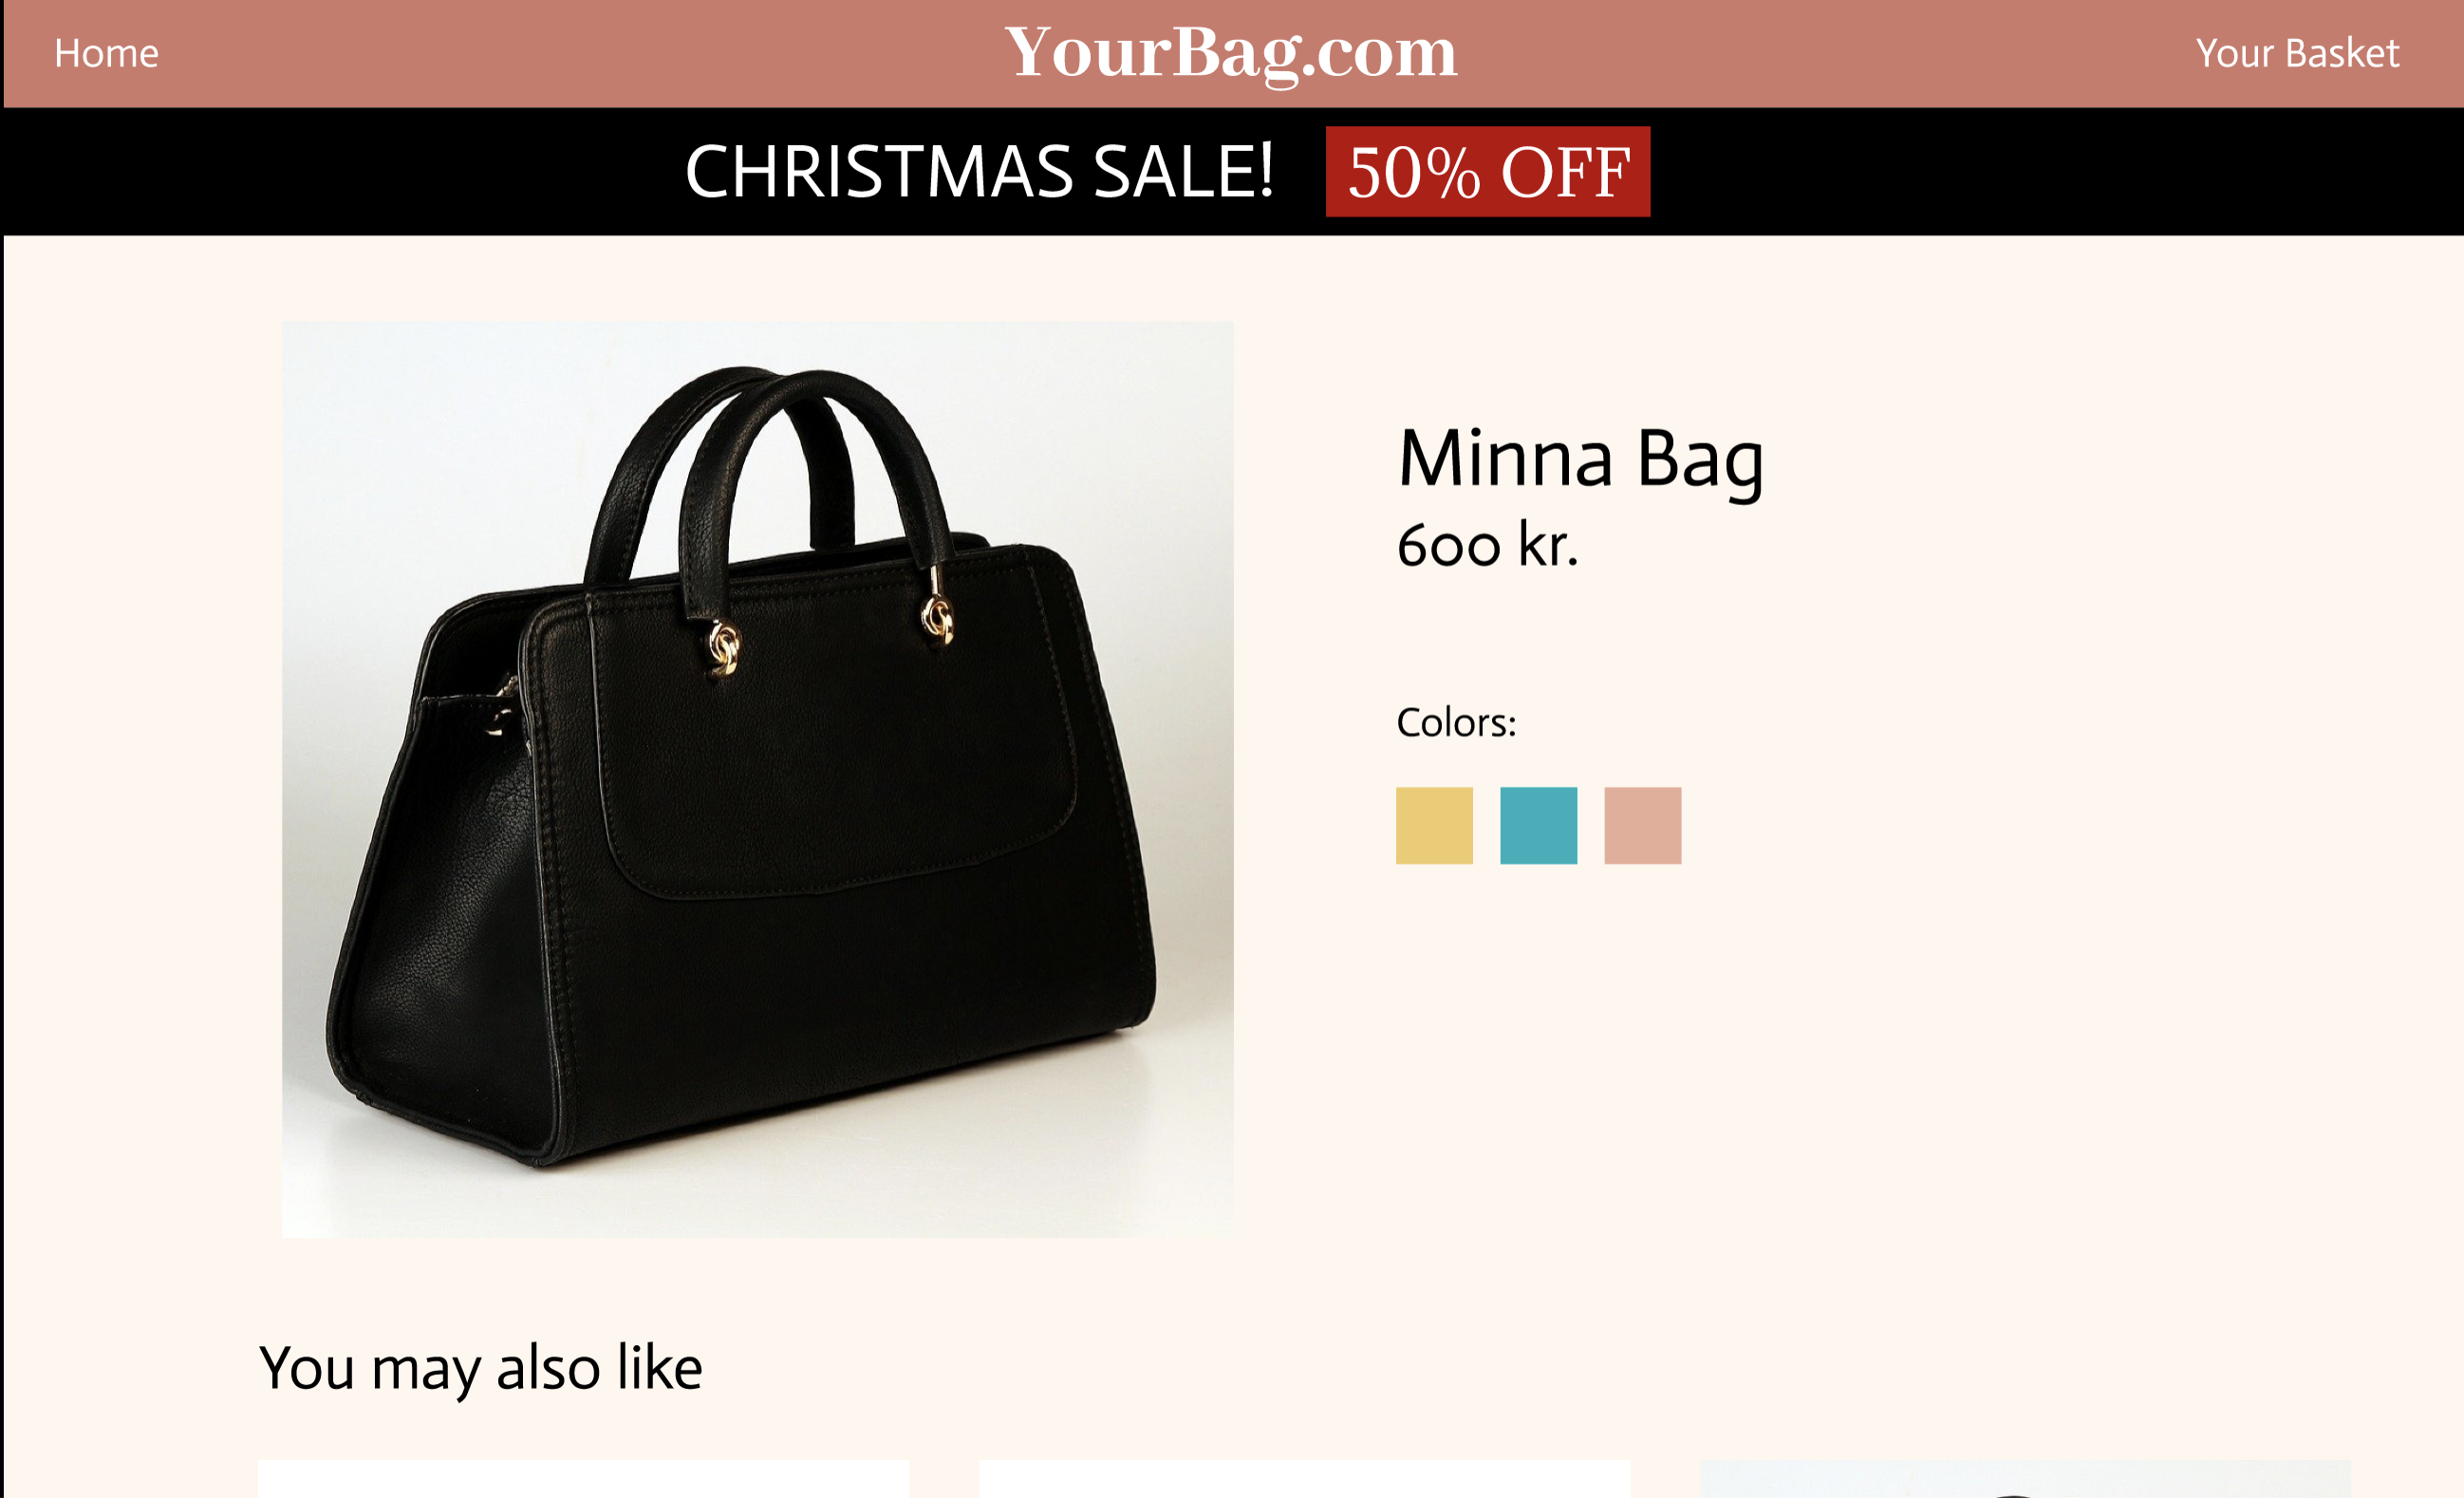 Home
YourBag.com
Your Basket
CHRISTMAS SALE! 50% OFF
Minna Bag
600 kr.
Colors:
You may also like